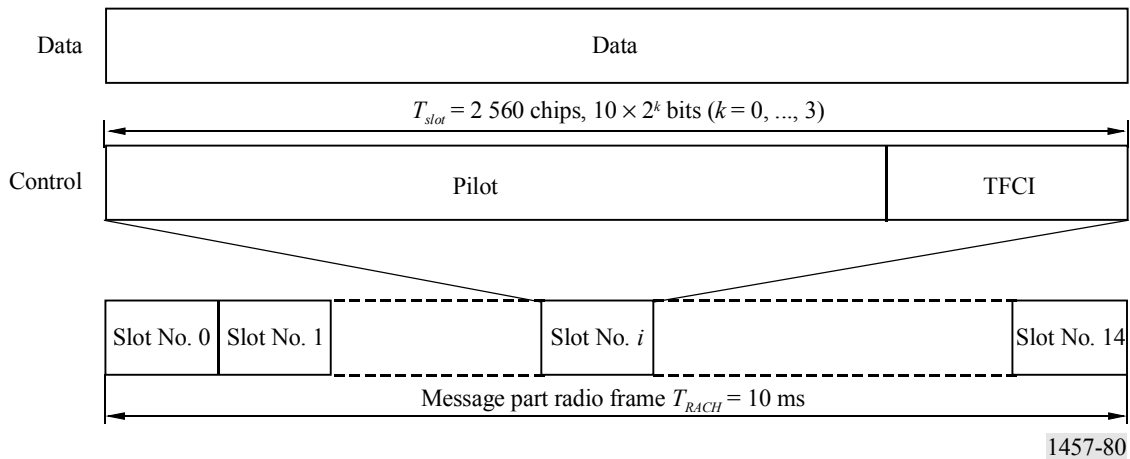 Data
Data
T_slot = 2 560 chips, 10 × 2^k bits (k = 0, ..., 3)
Control
Pilot
TFCI
Slot No. 0
Slot No. 1
Slot No. i
Slot No. 14
Message part radio frame T_RACH = 10 ms
1457-80